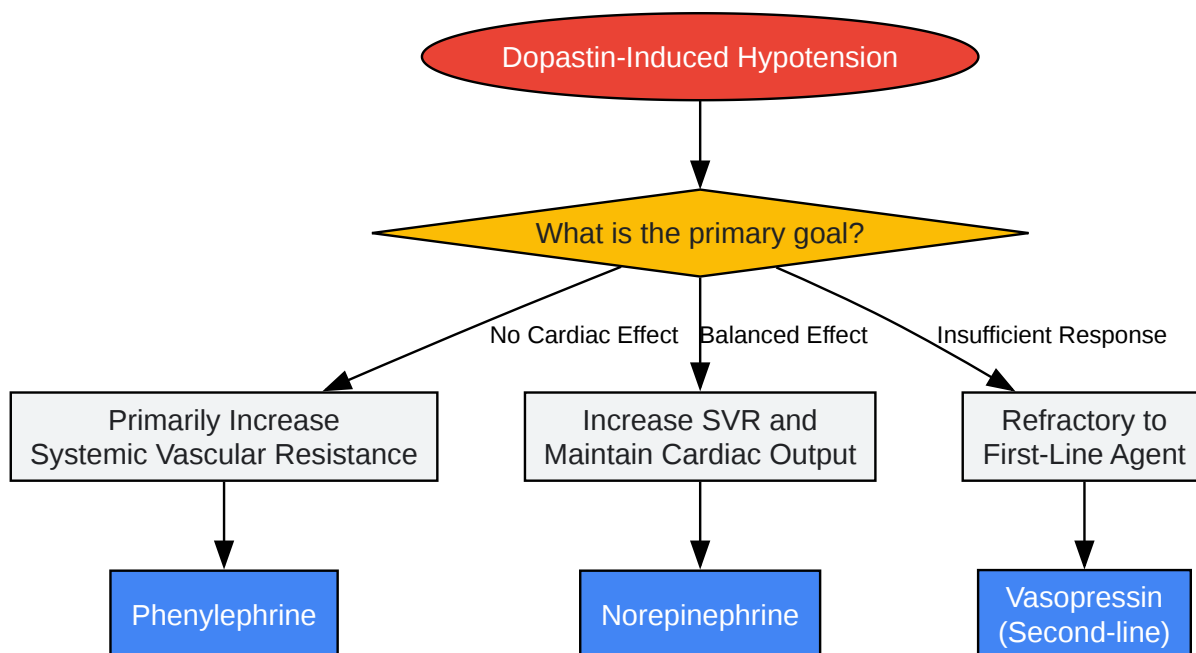 Dopastin-Induced Hypotension
What is the primary goal?
No Cardiac Effect
Balanced Effect
Insufficient Response
Primarily Increase
Systemic Vascular Resistance
Increase SVR and
Maintain Cardiac Output
Refractory to
First-Line Agent
Phenylephrine
Norepinephrine
Vasopressin
(Second-line)